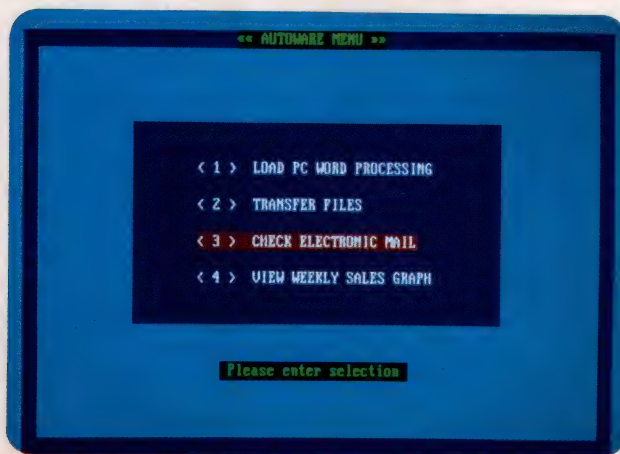 «« AUTOWARE MENU »»
< 1 > LOAD PC WORD PROCESSING
< 2 > TRANSFER FILES
< 3 > CHECK ELECTRONIC MAIL
< 4 > VIEW WEEKLY SALES GRAPH
Please enter selection